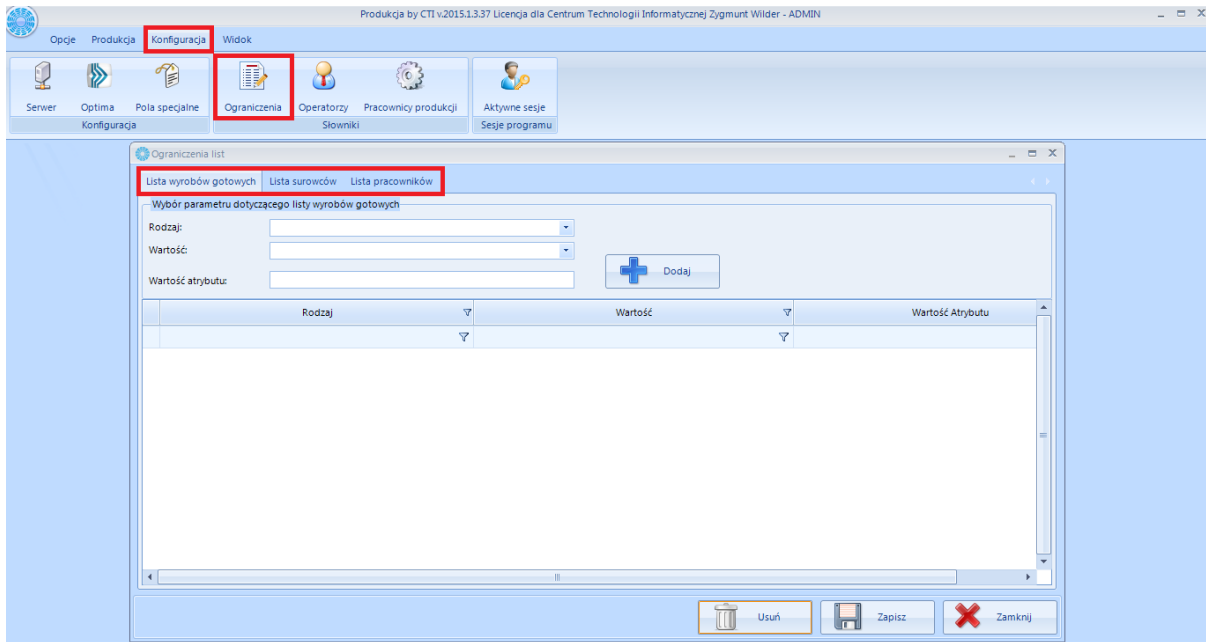 Produkcja by CTI v.2015.1.3.37 Licencja dla Centrum Technologii Informatycznej Zygmunt Wilder - ADMIN
Opcje Produkcja Konfiguracja Widok
Serwer Optima Pola specjalne Ograniczenia Operatorzy Pracownicy produkcji Aktywne sesje
Konfiguracja Słowniki Sesje programu
Ograniczenia list
Lista wyrobów gotowych Lista surowców Lista pracowników
Wybór parametru dotyczącego listy wyrobów gotowych
Rodzaj:
Wartość:
Wartość atrybutu:
Dodaj
Rodzaj Wartość Wartość Atrybutu
Usuń Zapisz Zamknij